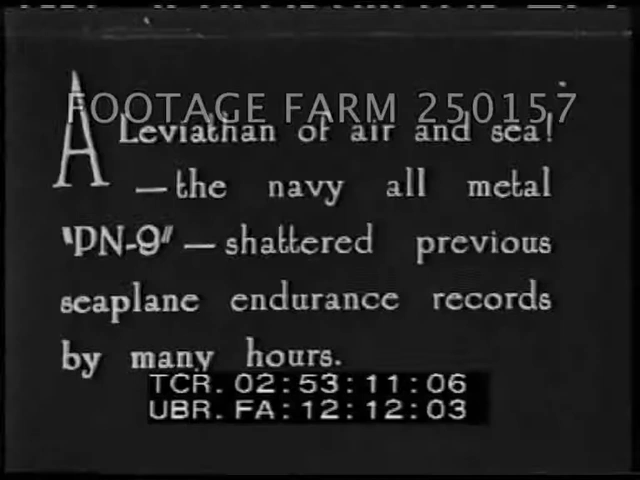 FOOTAGE FARM 250157
A Leviathan of air and sea!
—the navy all metal
"PN-9"—shattered previous
seaplane endurance records
by many hours.
TCR. 02:53:11:06
UBR. FA:12:12:03